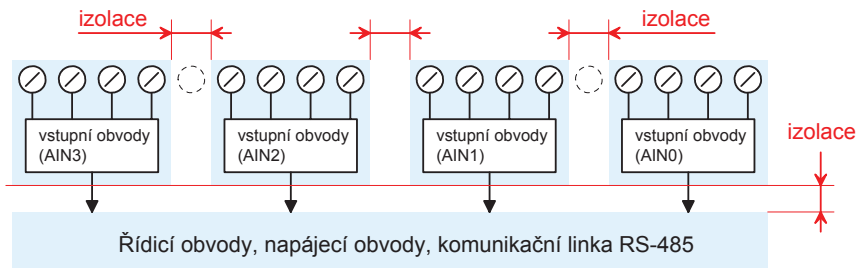 izolace
izolace
vstupní obvody
(AIN3)
vstupní obvody
(AIN2)
vstupní obvody
(AIN1)
vstupní obvody
(AIN0)
izolace
Řídicí obvody, napájecí obvody, komunikační linka RS-485